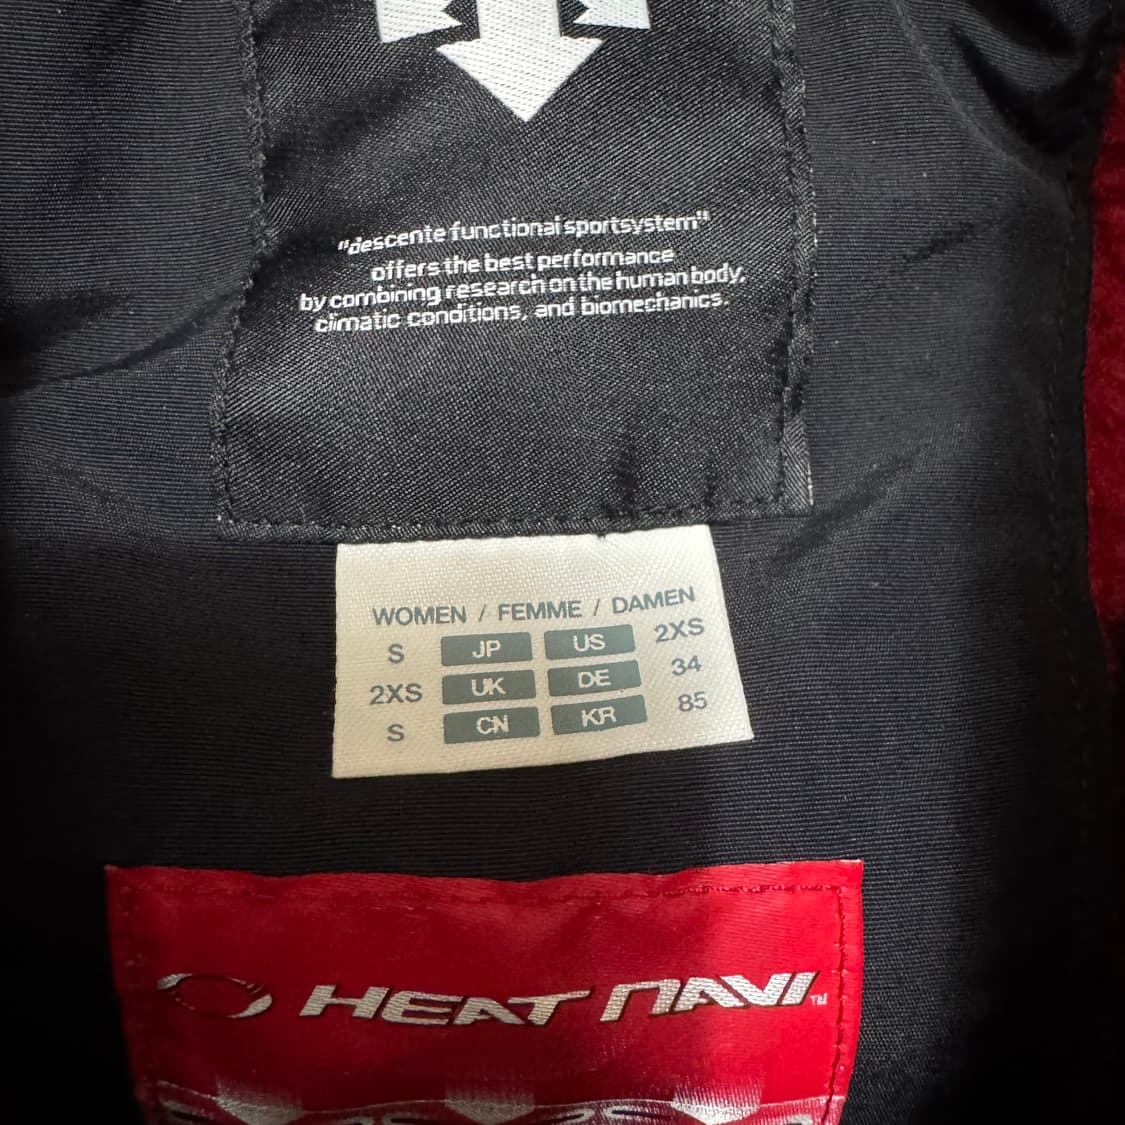 "descente functional sportsystem"
offers the best performance
by combining research on the human body,
climatic conditions, and biomechanics.
WOMEN / FEMME / DAMEN
S JP US 2XS
2XS UK DE 34
S CN KR 85
HEAT NAVI™